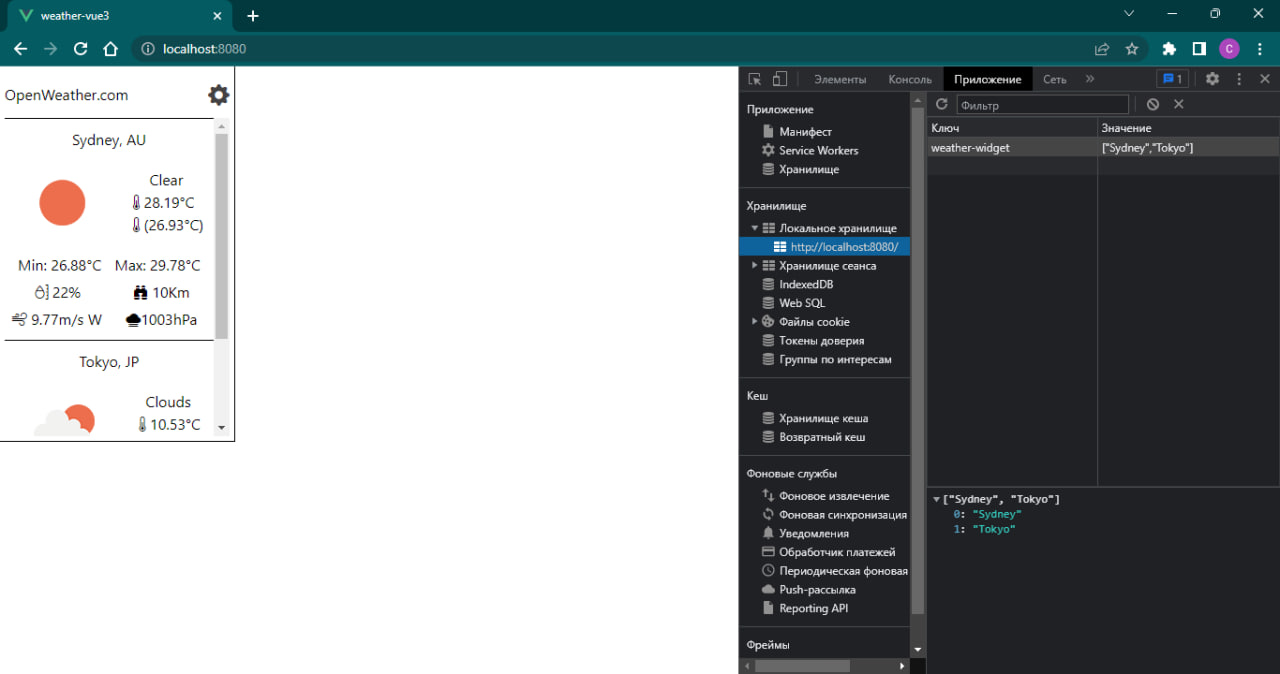 weather-vue3
localhost:8080
OpenWeather.com
Sydney, AU
Clear
28.19°C
(26.93°C)
Min: 26.88°C Max: 29.78°C
22% 10Km
9.77m/s W 1003hPa
Tokyo, JP
Clouds
10.53°C
Элементы Консоль Приложение Сеть » 1
Приложение
Манифест
Service Workers
Хранилище
Хранилище
Локальное хранилище
http://localhost:8080/
Хранилище сеанса
IndexedDB
Web SQL
Файлы cookie
Токены доверия
Группы по интересам
Кеш
Хранилище кеша
Возвратный кеш
Фоновые службы
Фоновое извлечение
Фоновая синхронизация
Уведомления
Обработчик платежей
Периодическая фоновая
Push-рассылка
Reporting API
Фреймы
Фильтр
Ключ Значение
weather-widget ["Sydney","Tokyo"]
["Sydney", "Tokyo"]
0: "Sydney"
1: "Tokyo"
C